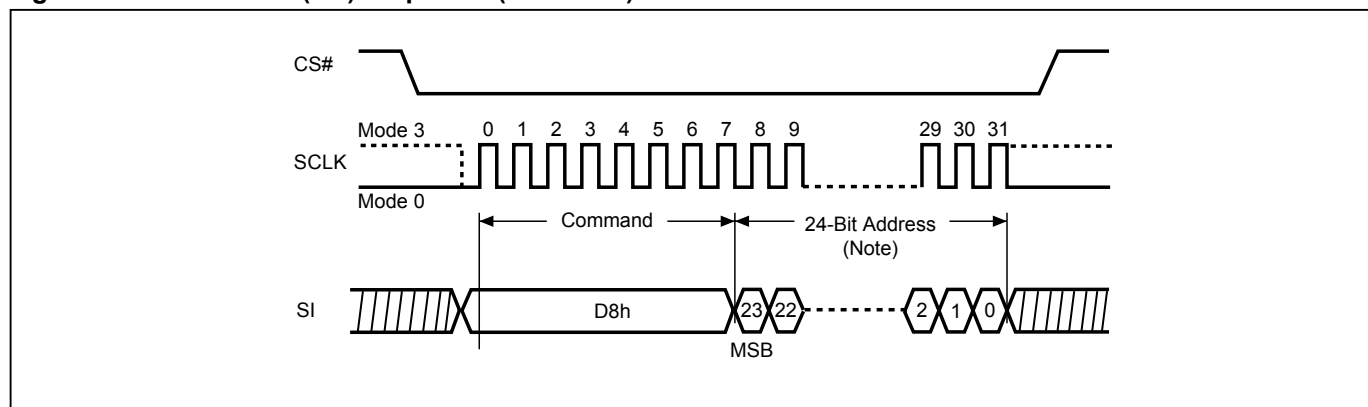 CS#
Mode 3
0 1 2 3 4 5 6 7 8 9 29 30 31
SCLK
Mode 0
Command
24-Bit Address
(Note)
SI
D8h
23 22 2 1 0
MSB